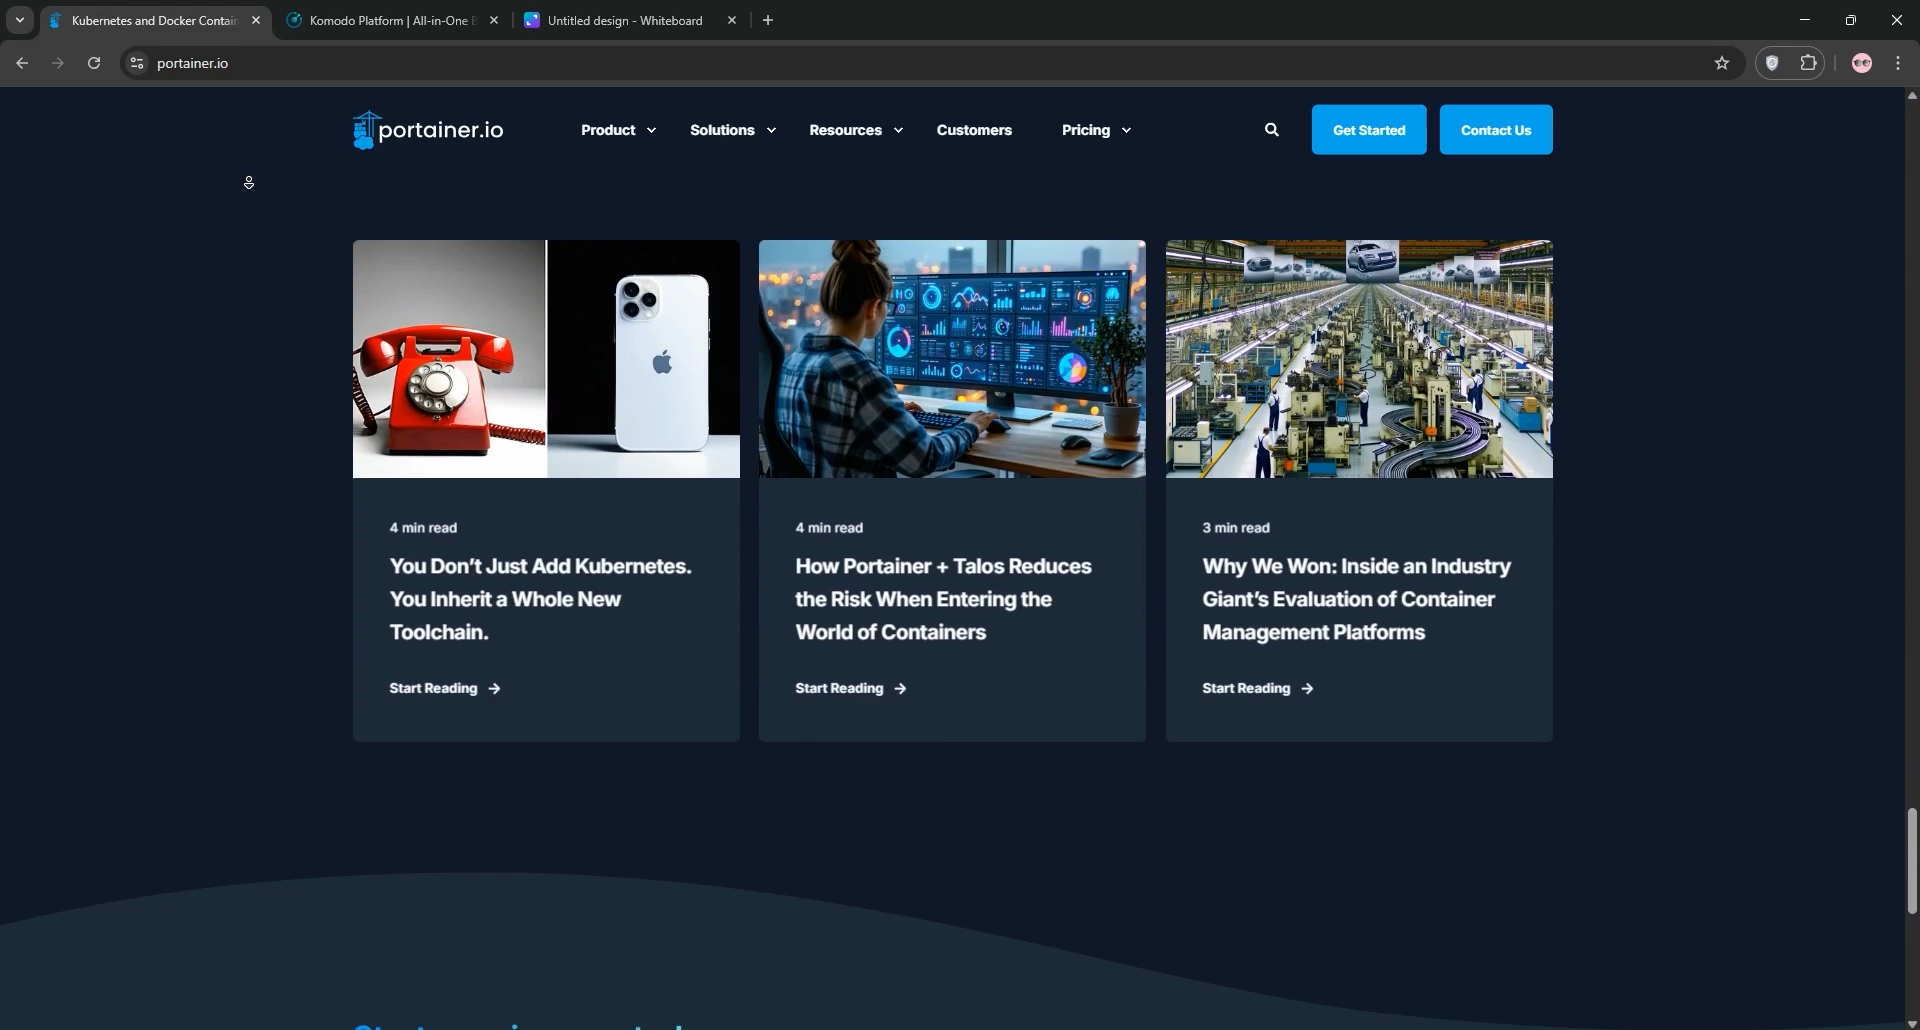 Kubernetes and Docker Contain
Komodo Platform | All-in-One B
Untitled design - Whiteboard
portainer.io
portainer.io
Product
Solutions
Resources
Customers
Pricing
Get Started
Contact Us
4 min read
You Don’t Just Add Kubernetes.
You Inherit a Whole New
Toolchain.
Start Reading
4 min read
How Portainer + Talos Reduces
the Risk When Entering the
World of Containers
Start Reading
3 min read
Why We Won: Inside an Industry
Giant’s Evaluation of Container
Management Platforms
Start Reading